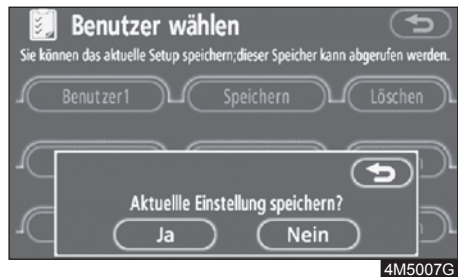 Benutzer wählen
Sie können das aktuelle Setup speichern;dieser Speicher kann abgerufen werden.
Benutzer1 Speichern Löschen
Aktuellle Einstellung speichern?
Ja Nein
4M5007G